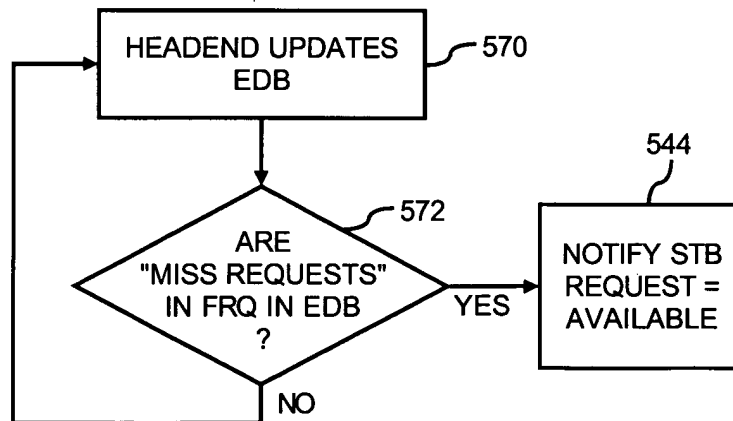 HEADEND UPDATES
EDB
570
544
572
ARE
"MISS REQUESTS"
IN FRQ IN EDB
?
YES
NOTIFY STB
REQUEST =
AVAILABLE
NO